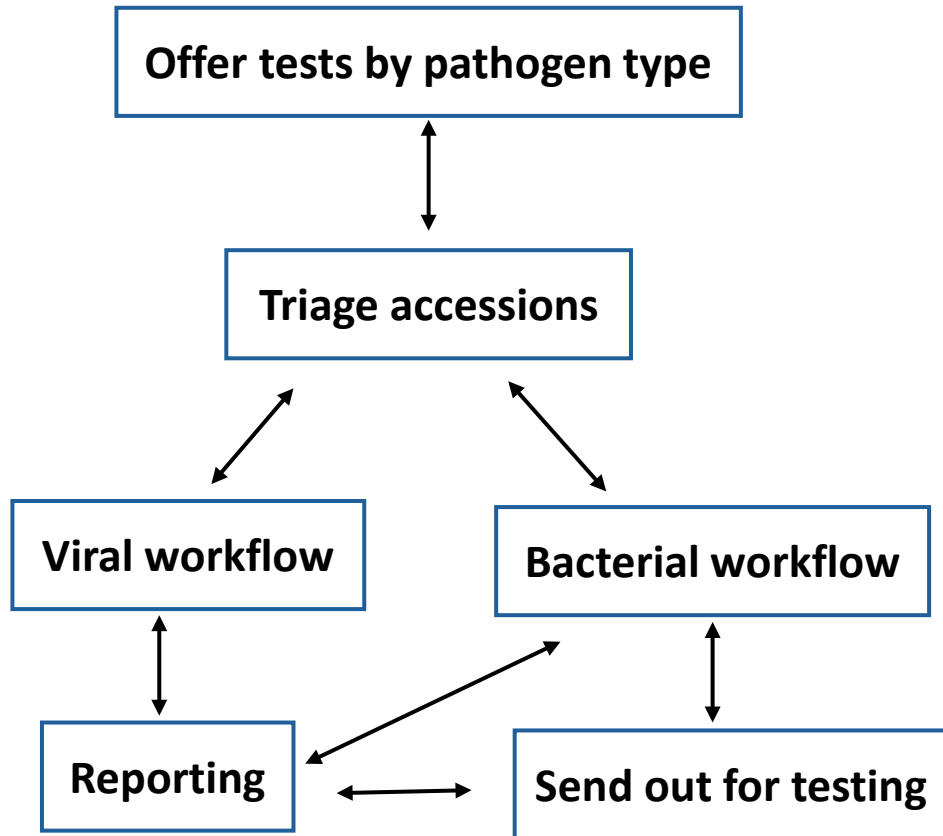 Offer tests by pathogen type
Triage accessions
Viral workflow
Bacterial workflow
Reporting
Send out for testing